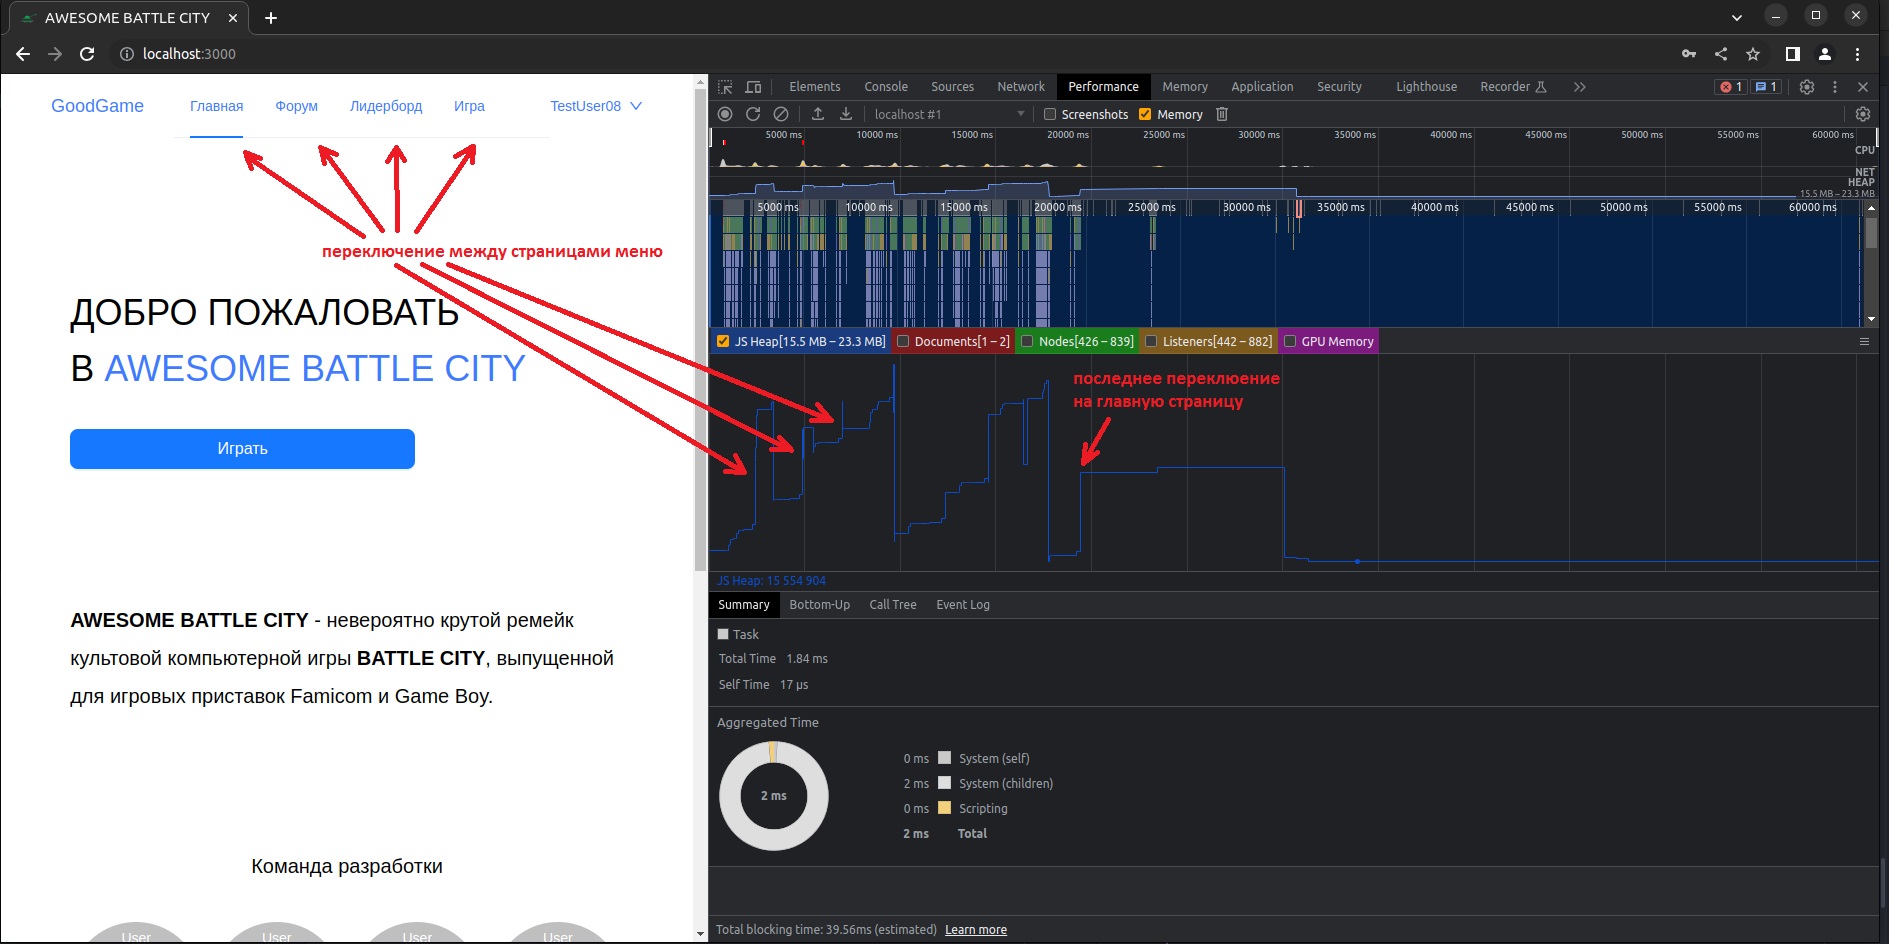 AWESOME BATTLE CITY
localhost:3000
GoodGame Главная Форум Лидерборд Игра TestUser08
переключение между страницами меню
ДОБРО ПОЖАЛОВАТЬ
В AWESOME BATTLE CITY
Играть
AWESOME BATTLE CITY - невероятно крутой ремейк
культовой компьютерной игры BATTLE CITY, выпущенной
для игровых приставок Famicom и Game Boy.
Команда разработки
User User User User
Elements Console Sources Network Performance Memory Application Security Lighthouse Recorder 1 1
localhost #1 Screenshots Memory
5000 ms 10000 ms 15000 ms 20000 ms 25000 ms 30000 ms 35000 ms 40000 ms 45000 ms 50000 ms 55000 ms 60000 ms
CPU
NET
HEAP
15.5 MB – 23.3 MB
5000 ms 10000 ms 15000 ms 20000 ms 25000 ms 30000 ms 35000 ms 40000 ms 45000 ms 50000 ms 55000 ms 60000 ms
JS Heap[15.5 MB – 23.3 MB] Documents[1 – 2] Nodes[426 – 839] Listeners[442 – 882] GPU Memory
последнее переклюение
на главную страницу
JS Heap: 15 554 904
Summary Bottom-Up Call Tree Event Log
Task
Total Time 1.84 ms
Self Time 17 µs
Aggregated Time
2 ms
0 ms System (self)
2 ms System (children)
0 ms Scripting
2 ms Total
Total blocking time: 39.56ms (estimated) Learn more